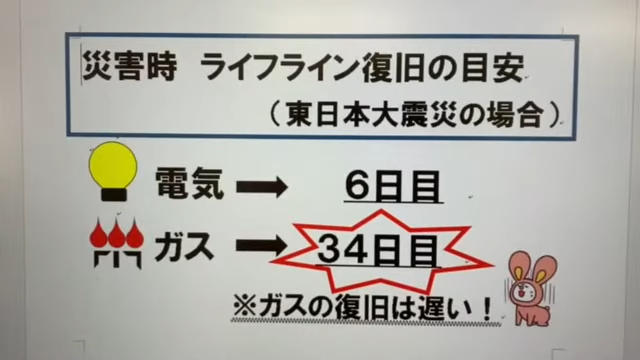 災害時 ライフライン復旧の目安
(東日本大震災の場合)
電気 ➡ 6日目
ガス ➡ 34日目
※ガスの復旧は遅い!